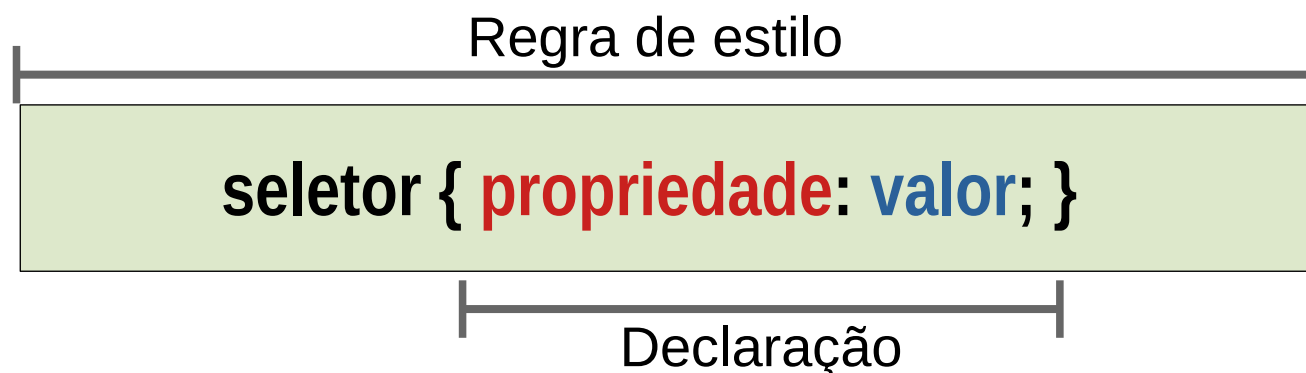 Regra de estilo
seletor { propriedade: valor; }
Declaração